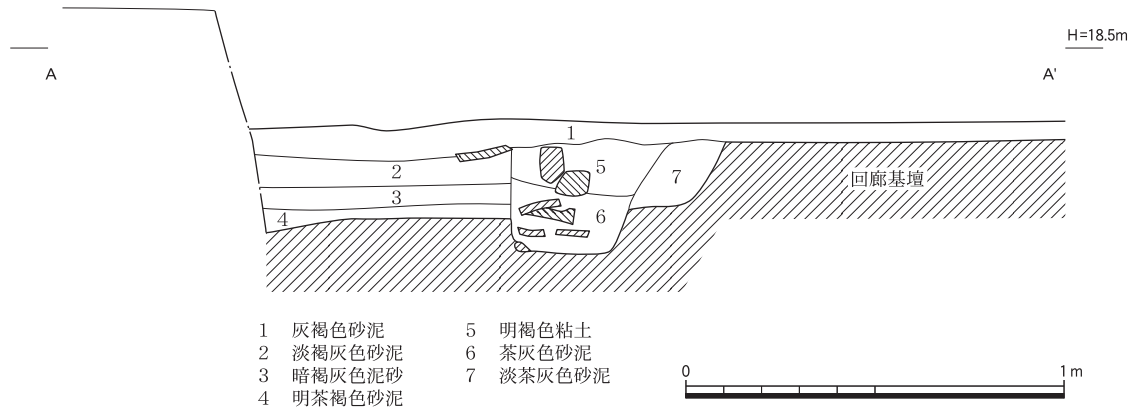 H=18.5m
A
A'
1
2
3
4
5
6
7
回廊基壇
1 灰褐色砂泥
2 淡褐灰色砂泥
3 暗褐灰色泥砂
4 明茶褐色砂泥
5 明褐色粘土
6 茶灰色砂泥
7 淡茶灰色砂泥
0
1m